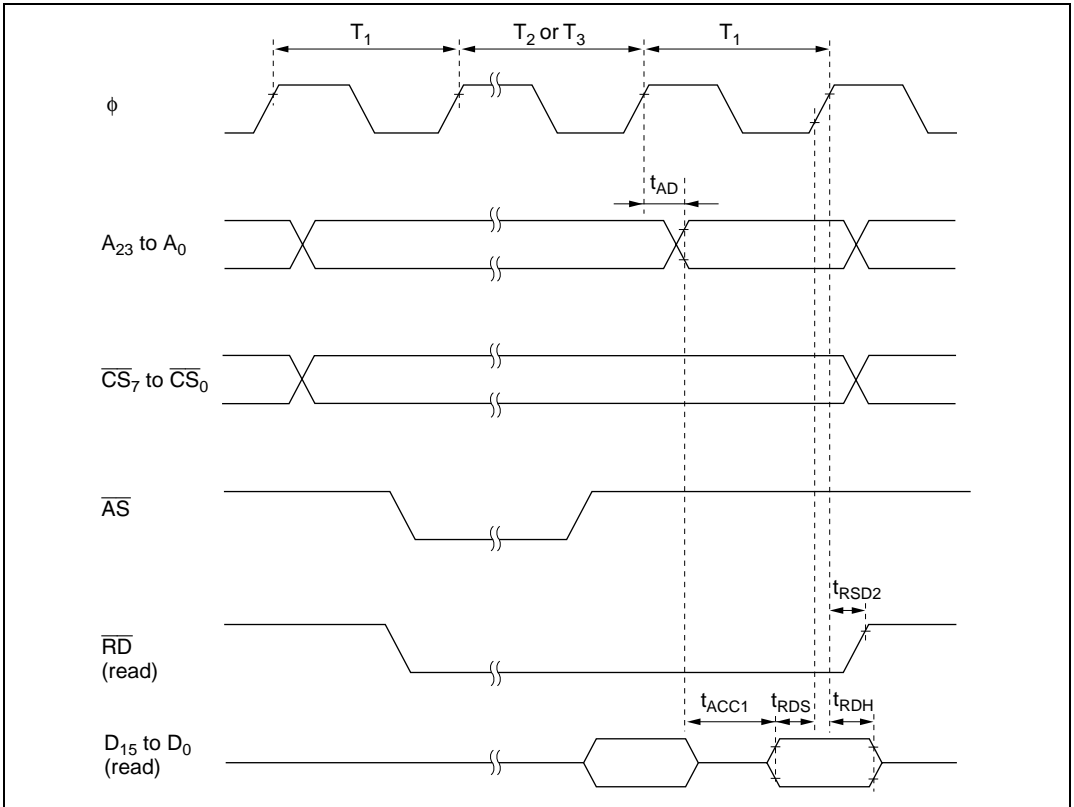 T1 T2 or T3 T1
ϕ
tAD
A23 to A0
CS7 to CS0
AS
tRSD2
RD
(read)
tACC1 tRDS tRDH
D15 to D0
(read)